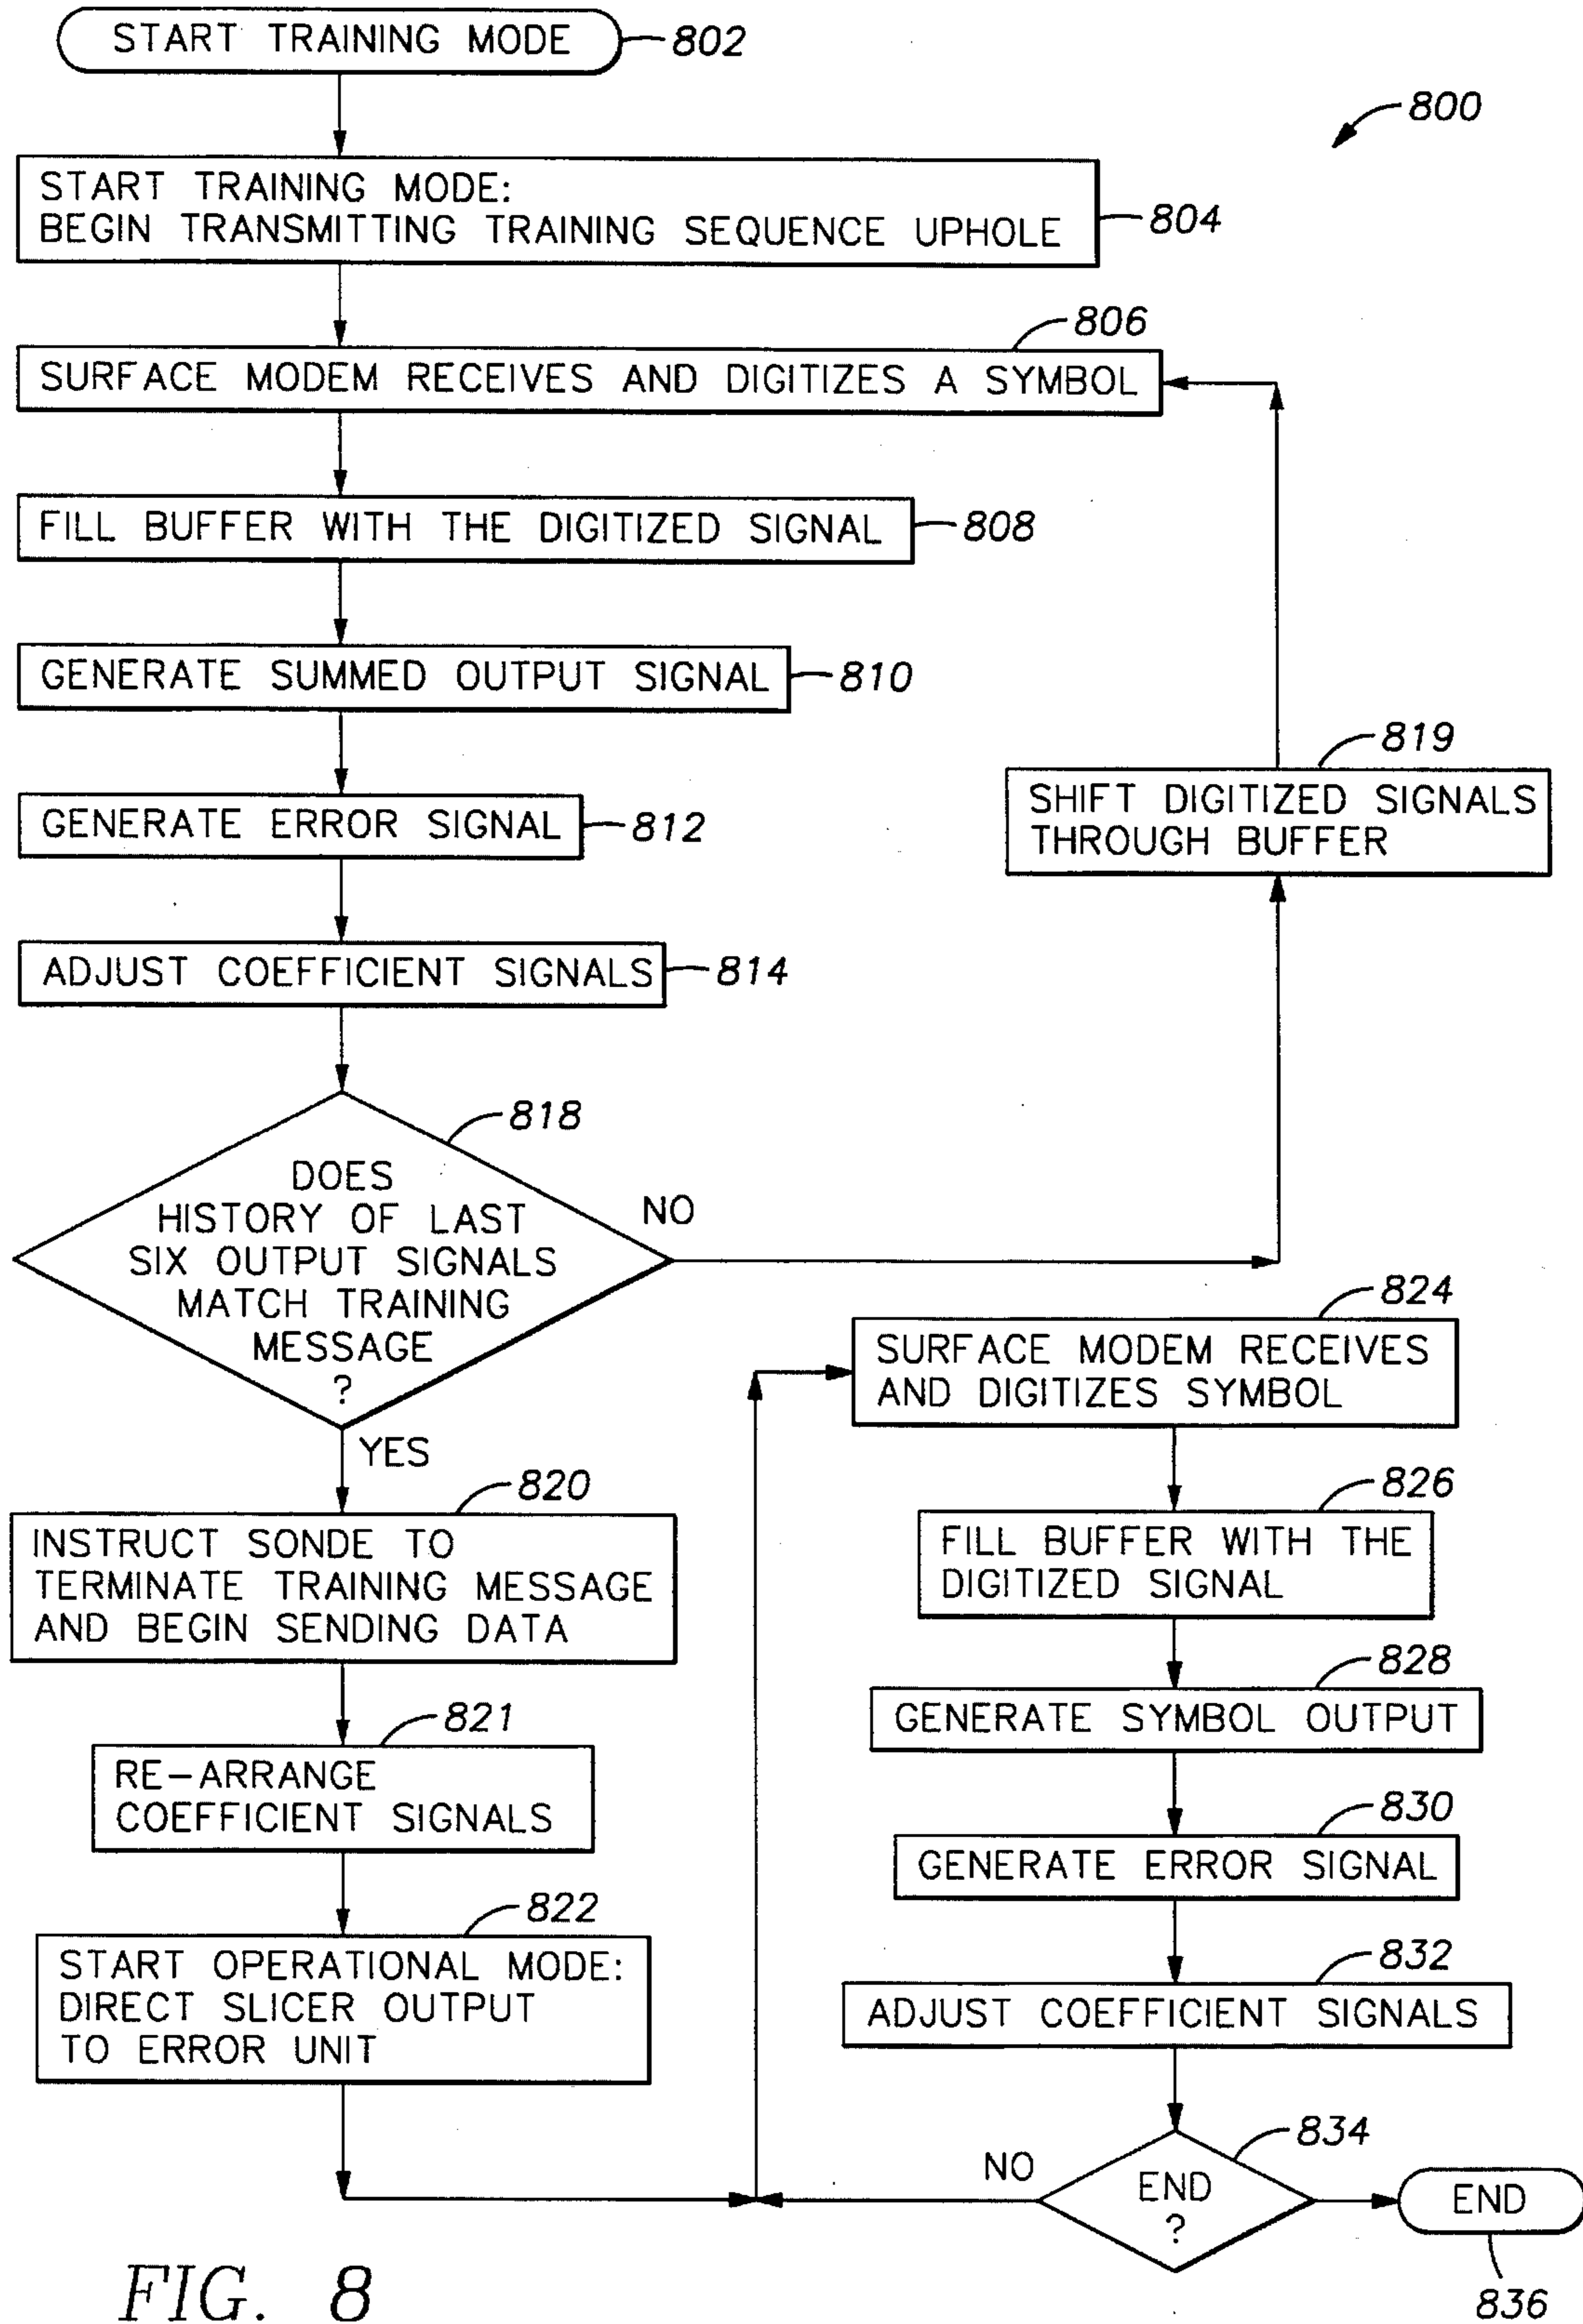 START TRAINING MODE
802
800
START TRAINING MODE:
BEGIN TRANSMITTING TRAINING SEQUENCE UPHOLE
804
806
SURFACE MODEM RECEIVES AND DIGITIZES A SYMBOL
FILL BUFFER WITH THE DIGITIZED SIGNAL
808
GENERATE SUMMED OUTPUT SIGNAL
810
819
SHIFT DIGITIZED SIGNALS
THROUGH BUFFER
GENERATE ERROR SIGNAL
812
ADJUST COEFFICIENT SIGNALS
814
818
DOES
HISTORY OF LAST
SIX OUTPUT SIGNALS
MATCH TRAINING
MESSAGE
?
NO
YES
820
INSTRUCT SONDE TO
TERMINATE TRAINING MESSAGE
AND BEGIN SENDING DATA
821
RE-ARRANGE
COEFFICIENT SIGNALS
822
START OPERATIONAL MODE:
DIRECT SLICER OUTPUT
TO ERROR UNIT
824
SURFACE MODEM RECEIVES
AND DIGITIZES SYMBOL
826
FILL BUFFER WITH THE
DIGITIZED SIGNAL
828
GENERATE SYMBOL OUTPUT
830
GENERATE ERROR SIGNAL
832
ADJUST COEFFICIENT SIGNALS
834
NO
END
?
END
836
FIG. 8